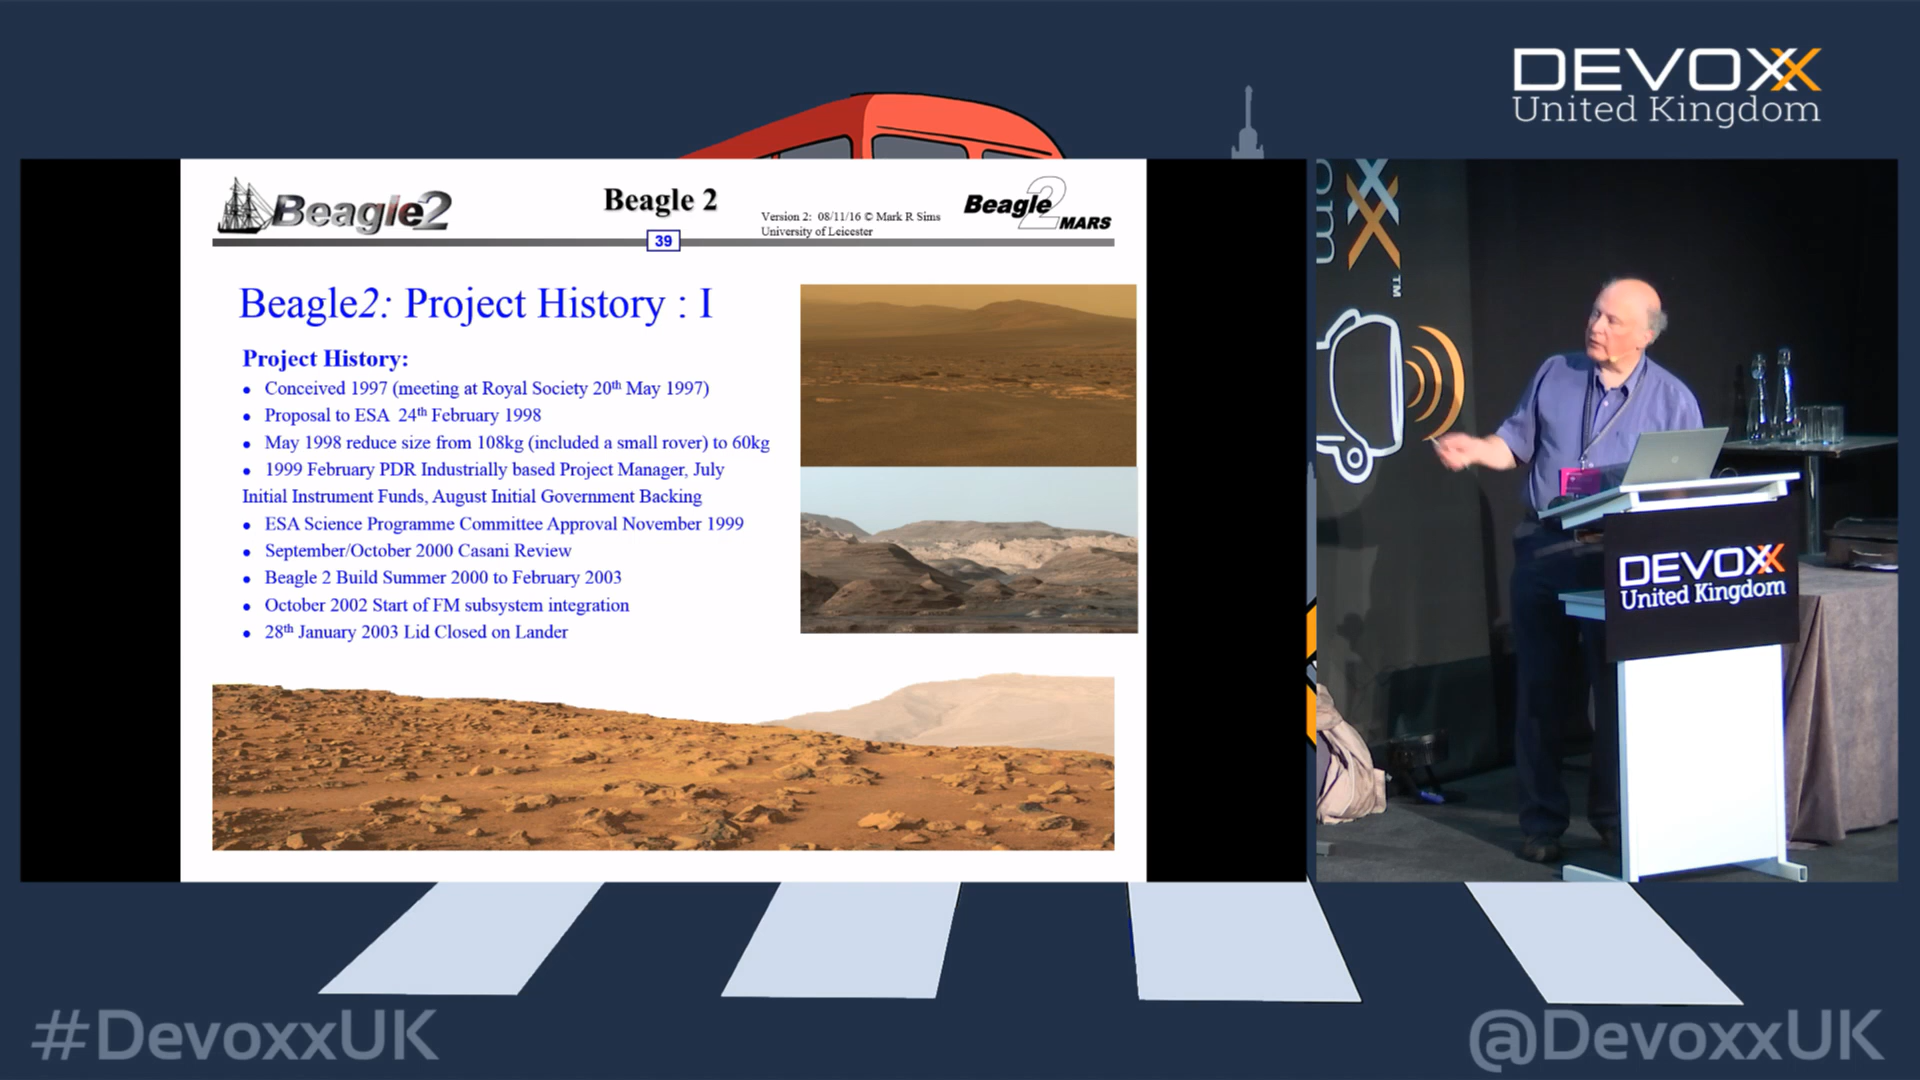 DEVOXX
United Kingdom
Beagle2
Beagle 2
Version 2: 08/11/16 © Mark R Sims
University of Leicester
Beagle 2
MARS
39
Beagle2: Project History : I
Project History:
• Conceived 1997 (meeting at Royal Society 20th May 1997)
• Proposal to ESA 24th February 1998
• May 1998 reduce size from 108kg (included a small rover) to 60kg
• 1999 February PDR Industrially based Project Manager, July
Initial Instrument Funds, August Initial Government Backing
• ESA Science Programme Committee Approval November 1999
• September/October 2000 Casani Review
• Beagle 2 Build Summer 2000 to February 2003
• October 2002 Start of FM subsystem integration
• 28th January 2003 Lid Closed on Lander
TM
DEVOXX
United Kingdom
#DevoxxUK
@DevoxxUK